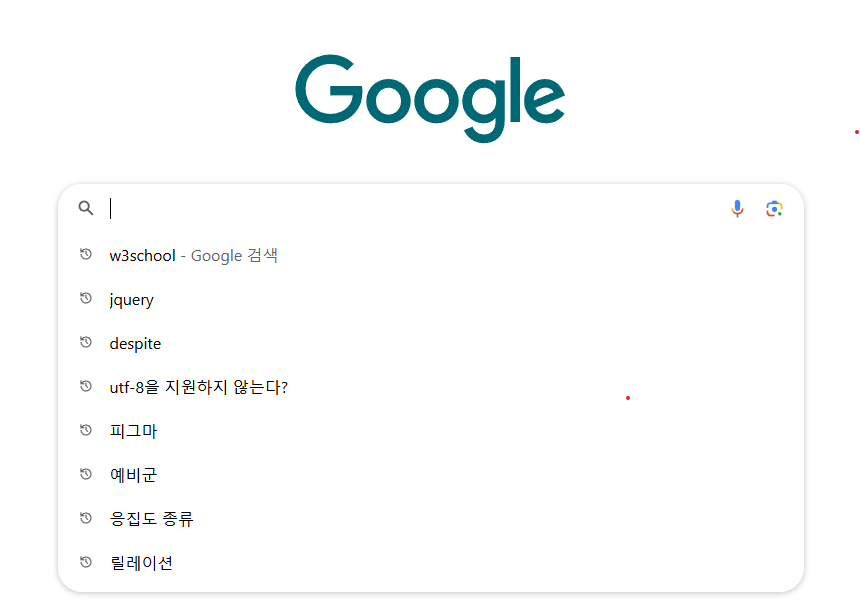 Google
w3school - Google 검색
jquery
despite
utf-8을 지원하지 않는다?
피그마
예비군
응집도 종류
릴레이션